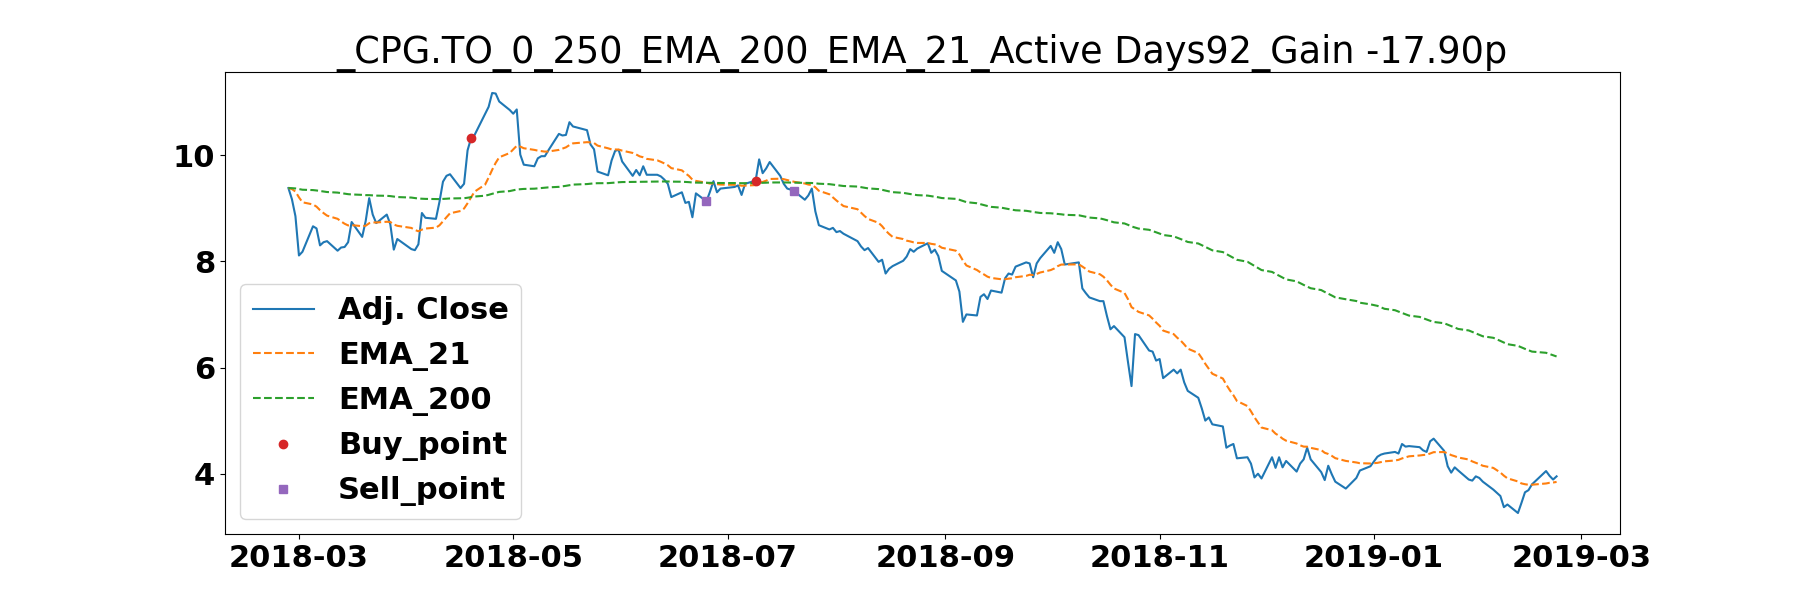 _CPG.TO_0_250_EMA_200_EMA_21_Active Days92_Gain -17.90p
10
8
6
4
Adj. Close
EMA_21
EMA_200
Buy_point
Sell_point
2018-03 2018-05 2018-07 2018-09 2018-11 2019-01 2019-03